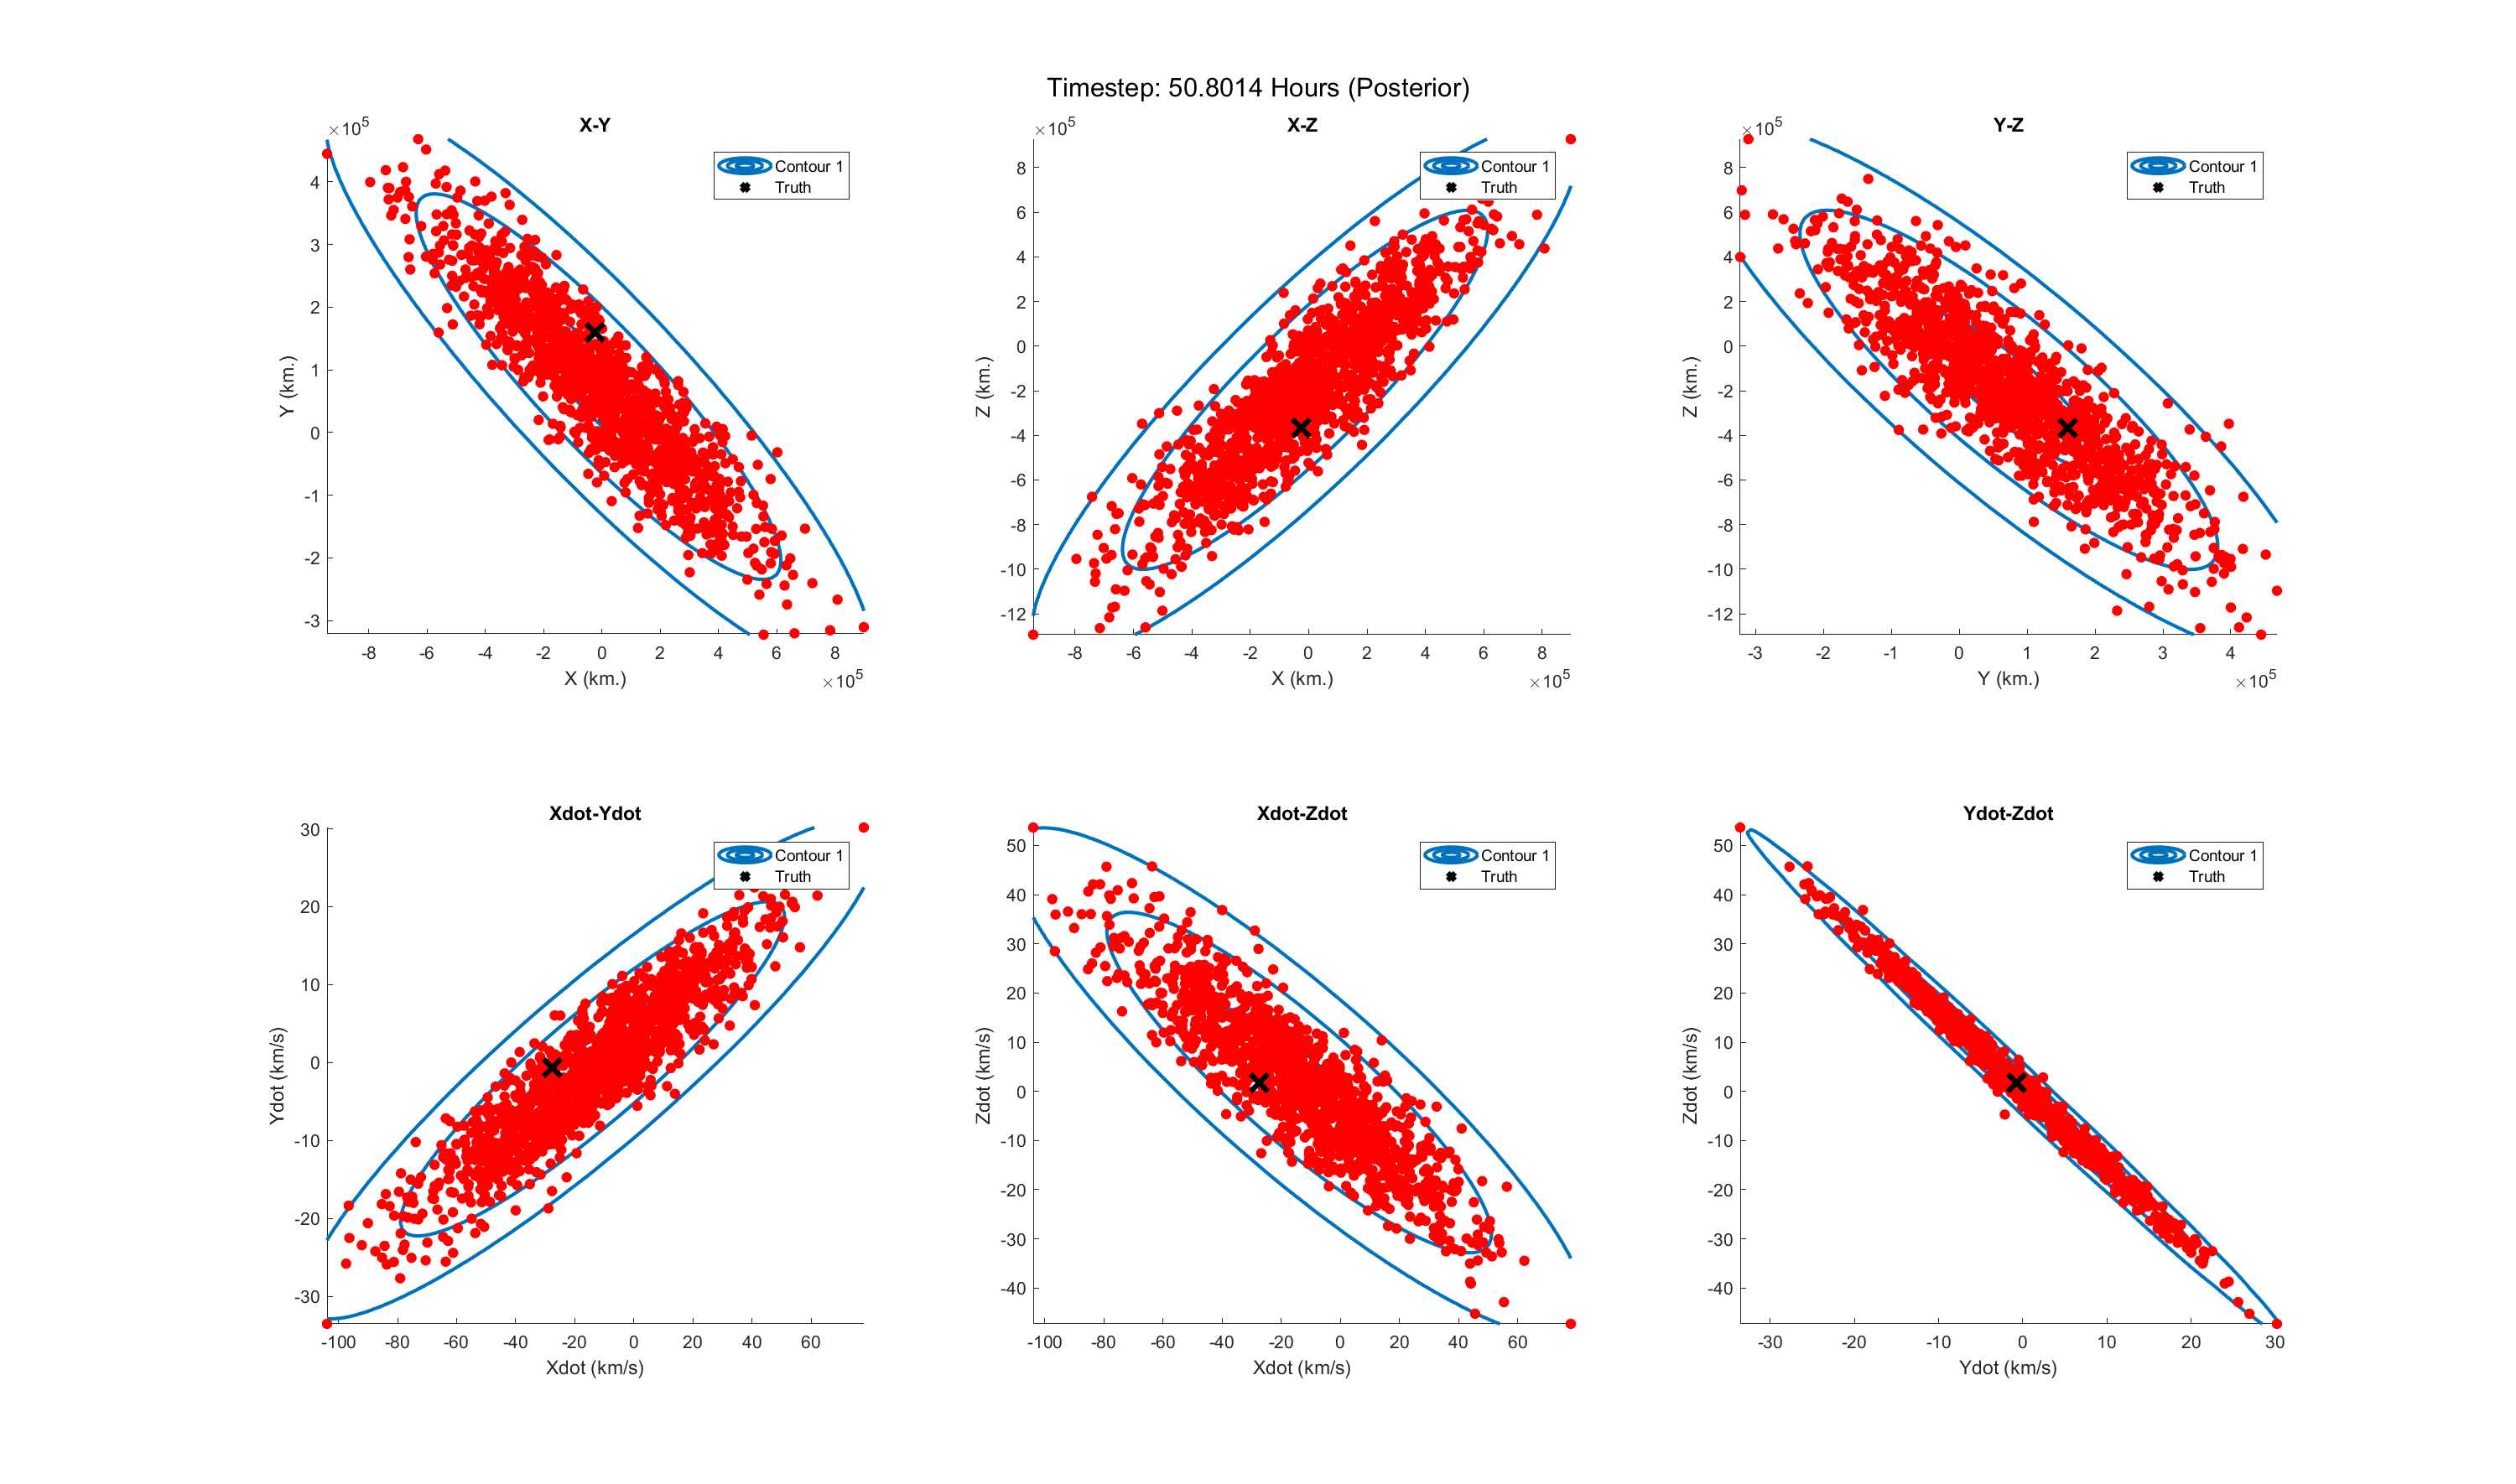 Timestep: 50.8014 Hours (Posterior)
X-Y
×10^5
4
3
2
1
0
-1
-2
-3
Y (km.)
-8 -6 -4 -2 0 2 4 6 8
X (km.)
×10^5
Contour 1
Truth
X-Z
×10^5
8
6
4
2
0
-2
-4
-6
-8
-10
-12
Z (km.)
-8 -6 -4 -2 0 2 4 6 8
X (km.)
×10^5
Contour 1
Truth
Y-Z
×10^5
8
6
4
2
0
-2
-4
-6
-8
-10
-12
Z (km.)
-3 -2 -1 0 1 2 3 4
Y (km.)
×10^5
Contour 1
Truth
Xdot-Ydot
30
20
10
0
-10
-20
-30
Ydot (km/s)
-100 -80 -60 -40 -20 0 20 40 60
Xdot (km/s)
Contour 1
Truth
Xdot-Zdot
50
40
30
20
10
0
-10
-20
-30
-40
Zdot (km/s)
-100 -80 -60 -40 -20 0 20 40 60
Xdot (km/s)
Contour 1
Truth
Ydot-Zdot
50
40
30
20
10
0
-10
-20
-30
-40
Zdot (km/s)
-30 -20 -10 0 10 20 30
Ydot (km/s)
Contour 1
Truth